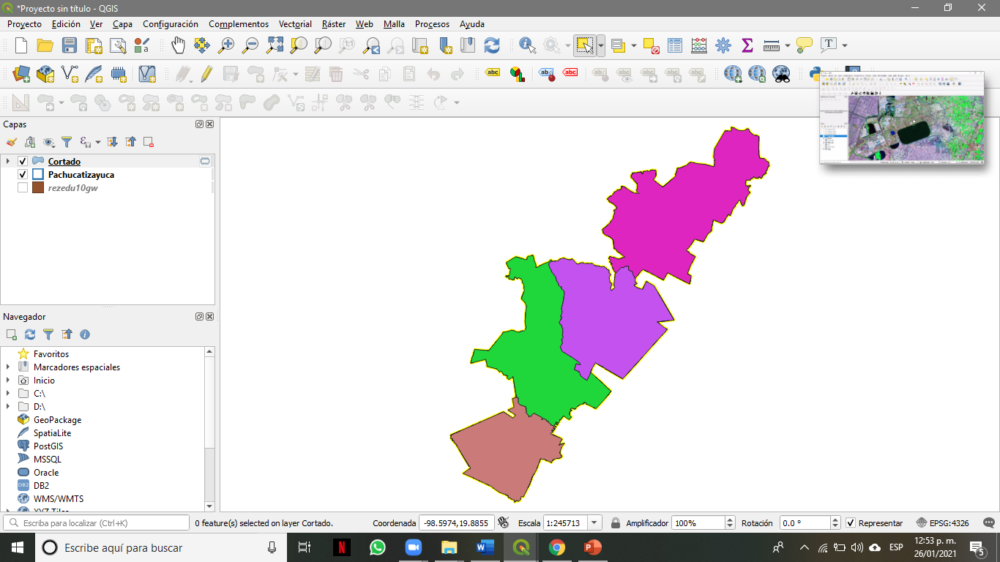 *Proyecto sin título - QGIS
Proyecto Edición Ver Capa Configuración Complementos Vectorial Ráster Web Malla Procesos Ayuda
abc abc abc
Capas
Cortado
Pachucatizayuca
rezedu10gw
Navegador
Favoritos
Marcadores espaciales
Inicio
C:\
D:\
GeoPackage
SpatiaLite
PostGIS
MSSQL
Oracle
DB2
WMS/WMTS
XYZ Tiles
Escriba para localizar (Ctrl+K) 0 feature(s) selected on layer Cortado. Coordenada -98.5974,19.8855 Escala 1:245713 Amplificador 100% Rotación 0.0 ° Representar EPSG:4326
Escribe aquí para buscar ESP 12:53 p. m.
26/01/2021 5